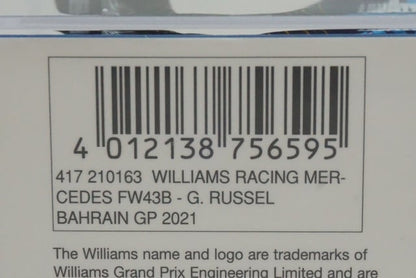 4 012138 756595
417 210163 WILLIAMS RACING MER-
CEDES FW43B - G. RUSSEL
BAHRAIN GP 2021
The Williams name and logo are trademarks of
Williams Grand Prix Engineering Limited and are